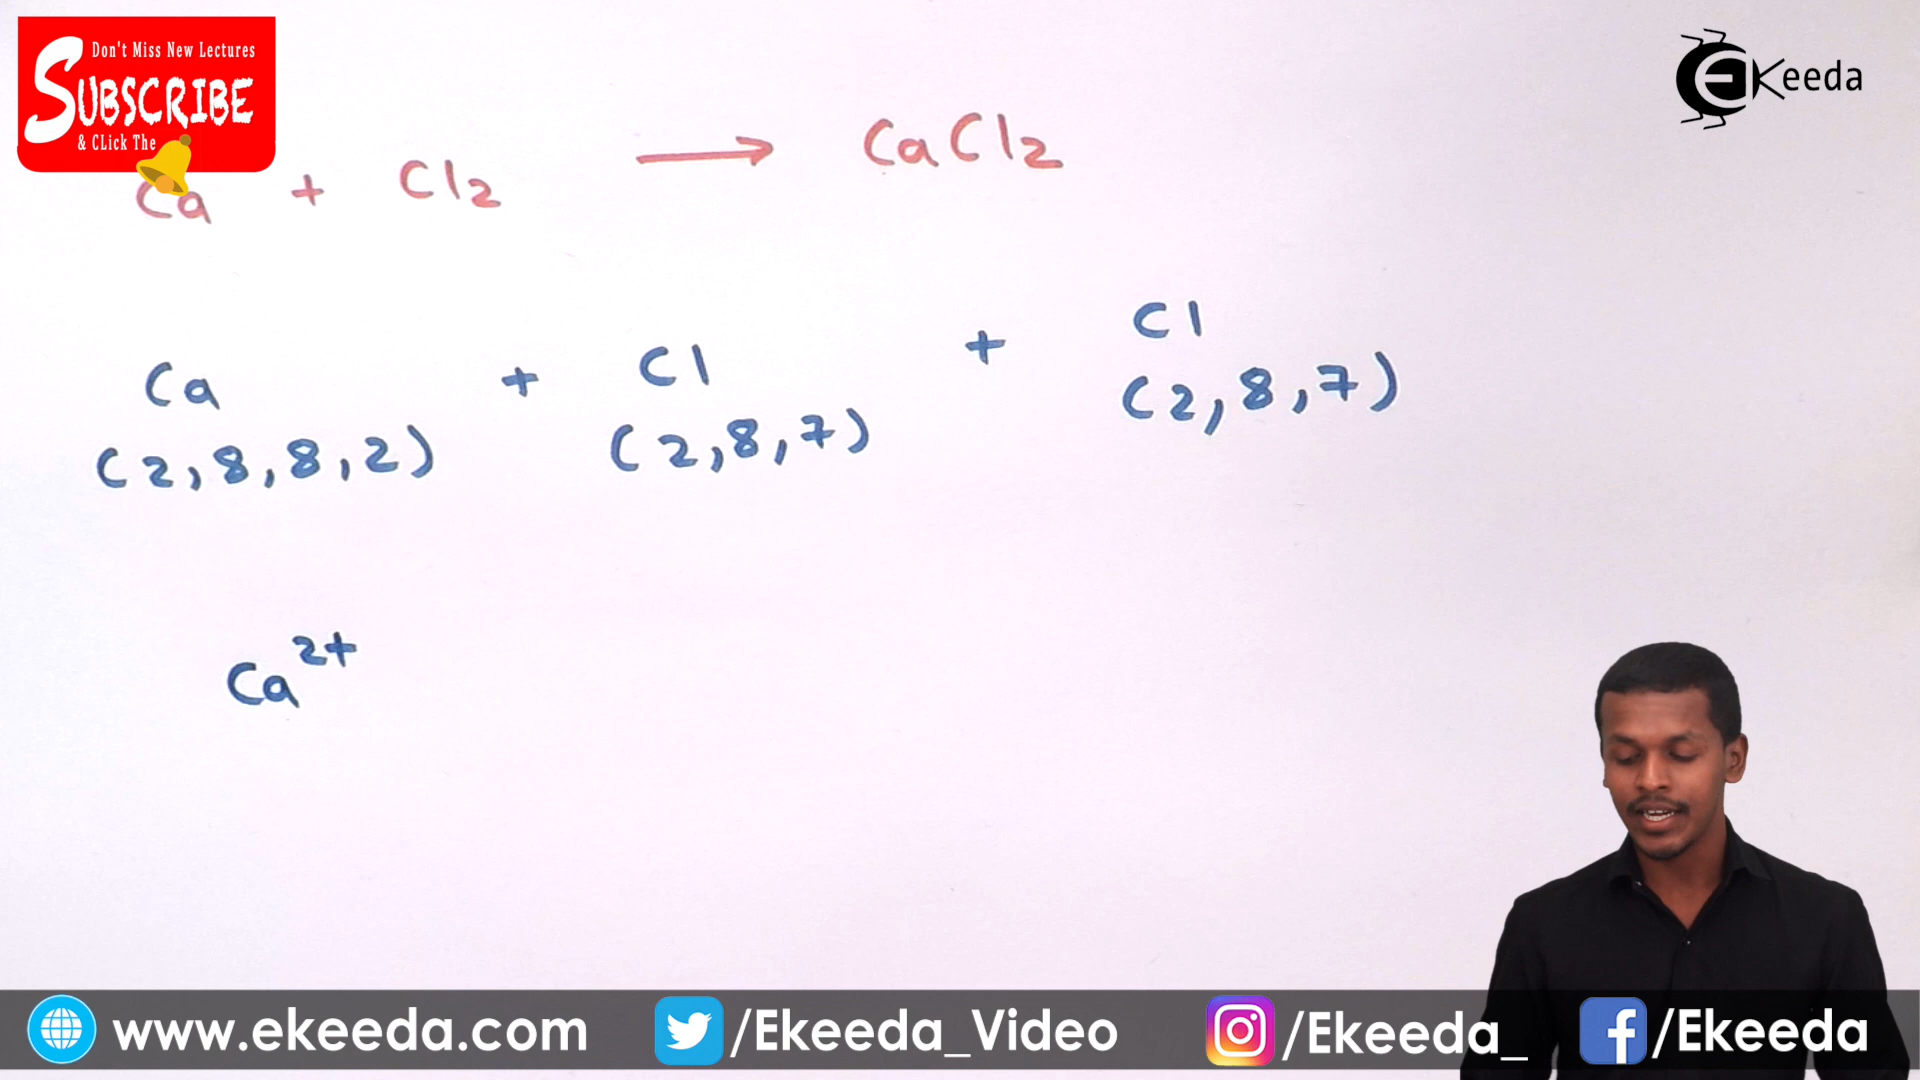 Don't Miss New Lectures
SUBSCRIBE
& CLick The
Ekeeda
Ca + Cl2 → CaCl2
Ca + Cl + Cl
(2,8,8,2) (2,8,7) (2,8,7)
Ca²⁺
www.ekeeda.com /Ekeeda_Video /Ekeeda_ /Ekeeda